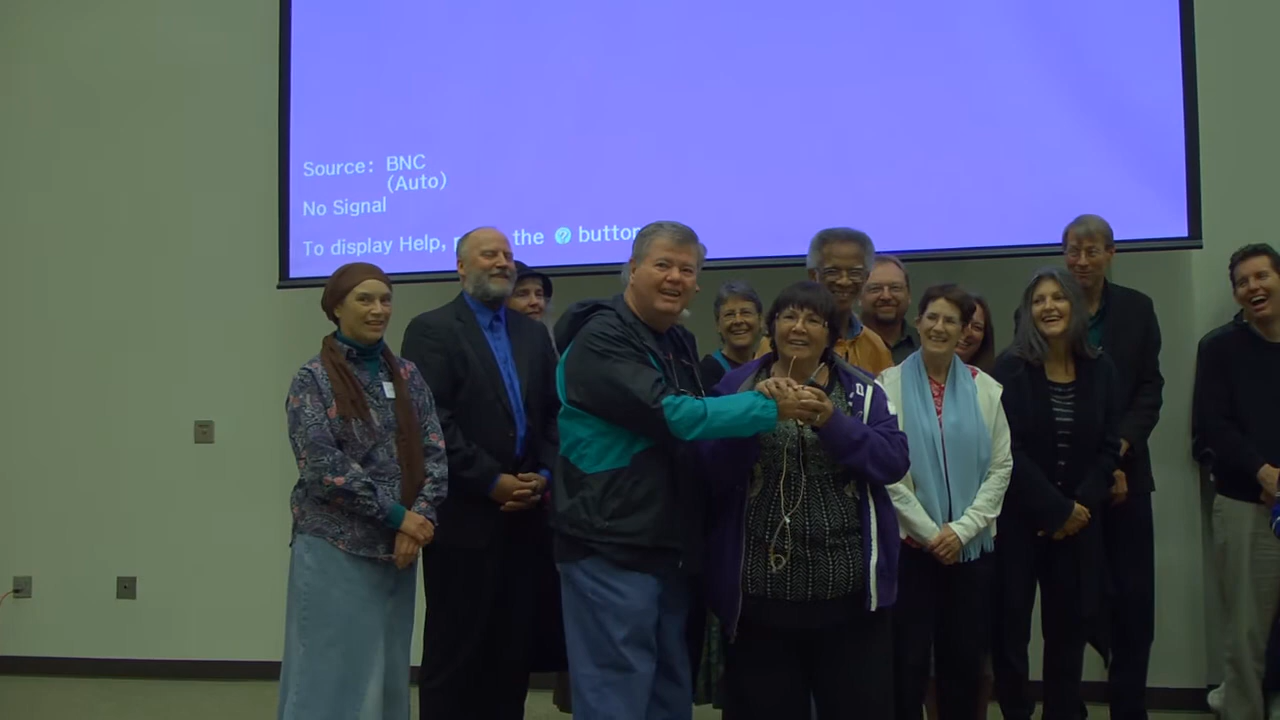 Source: BNC
(Auto)
No Signal
To display Help, the ? button